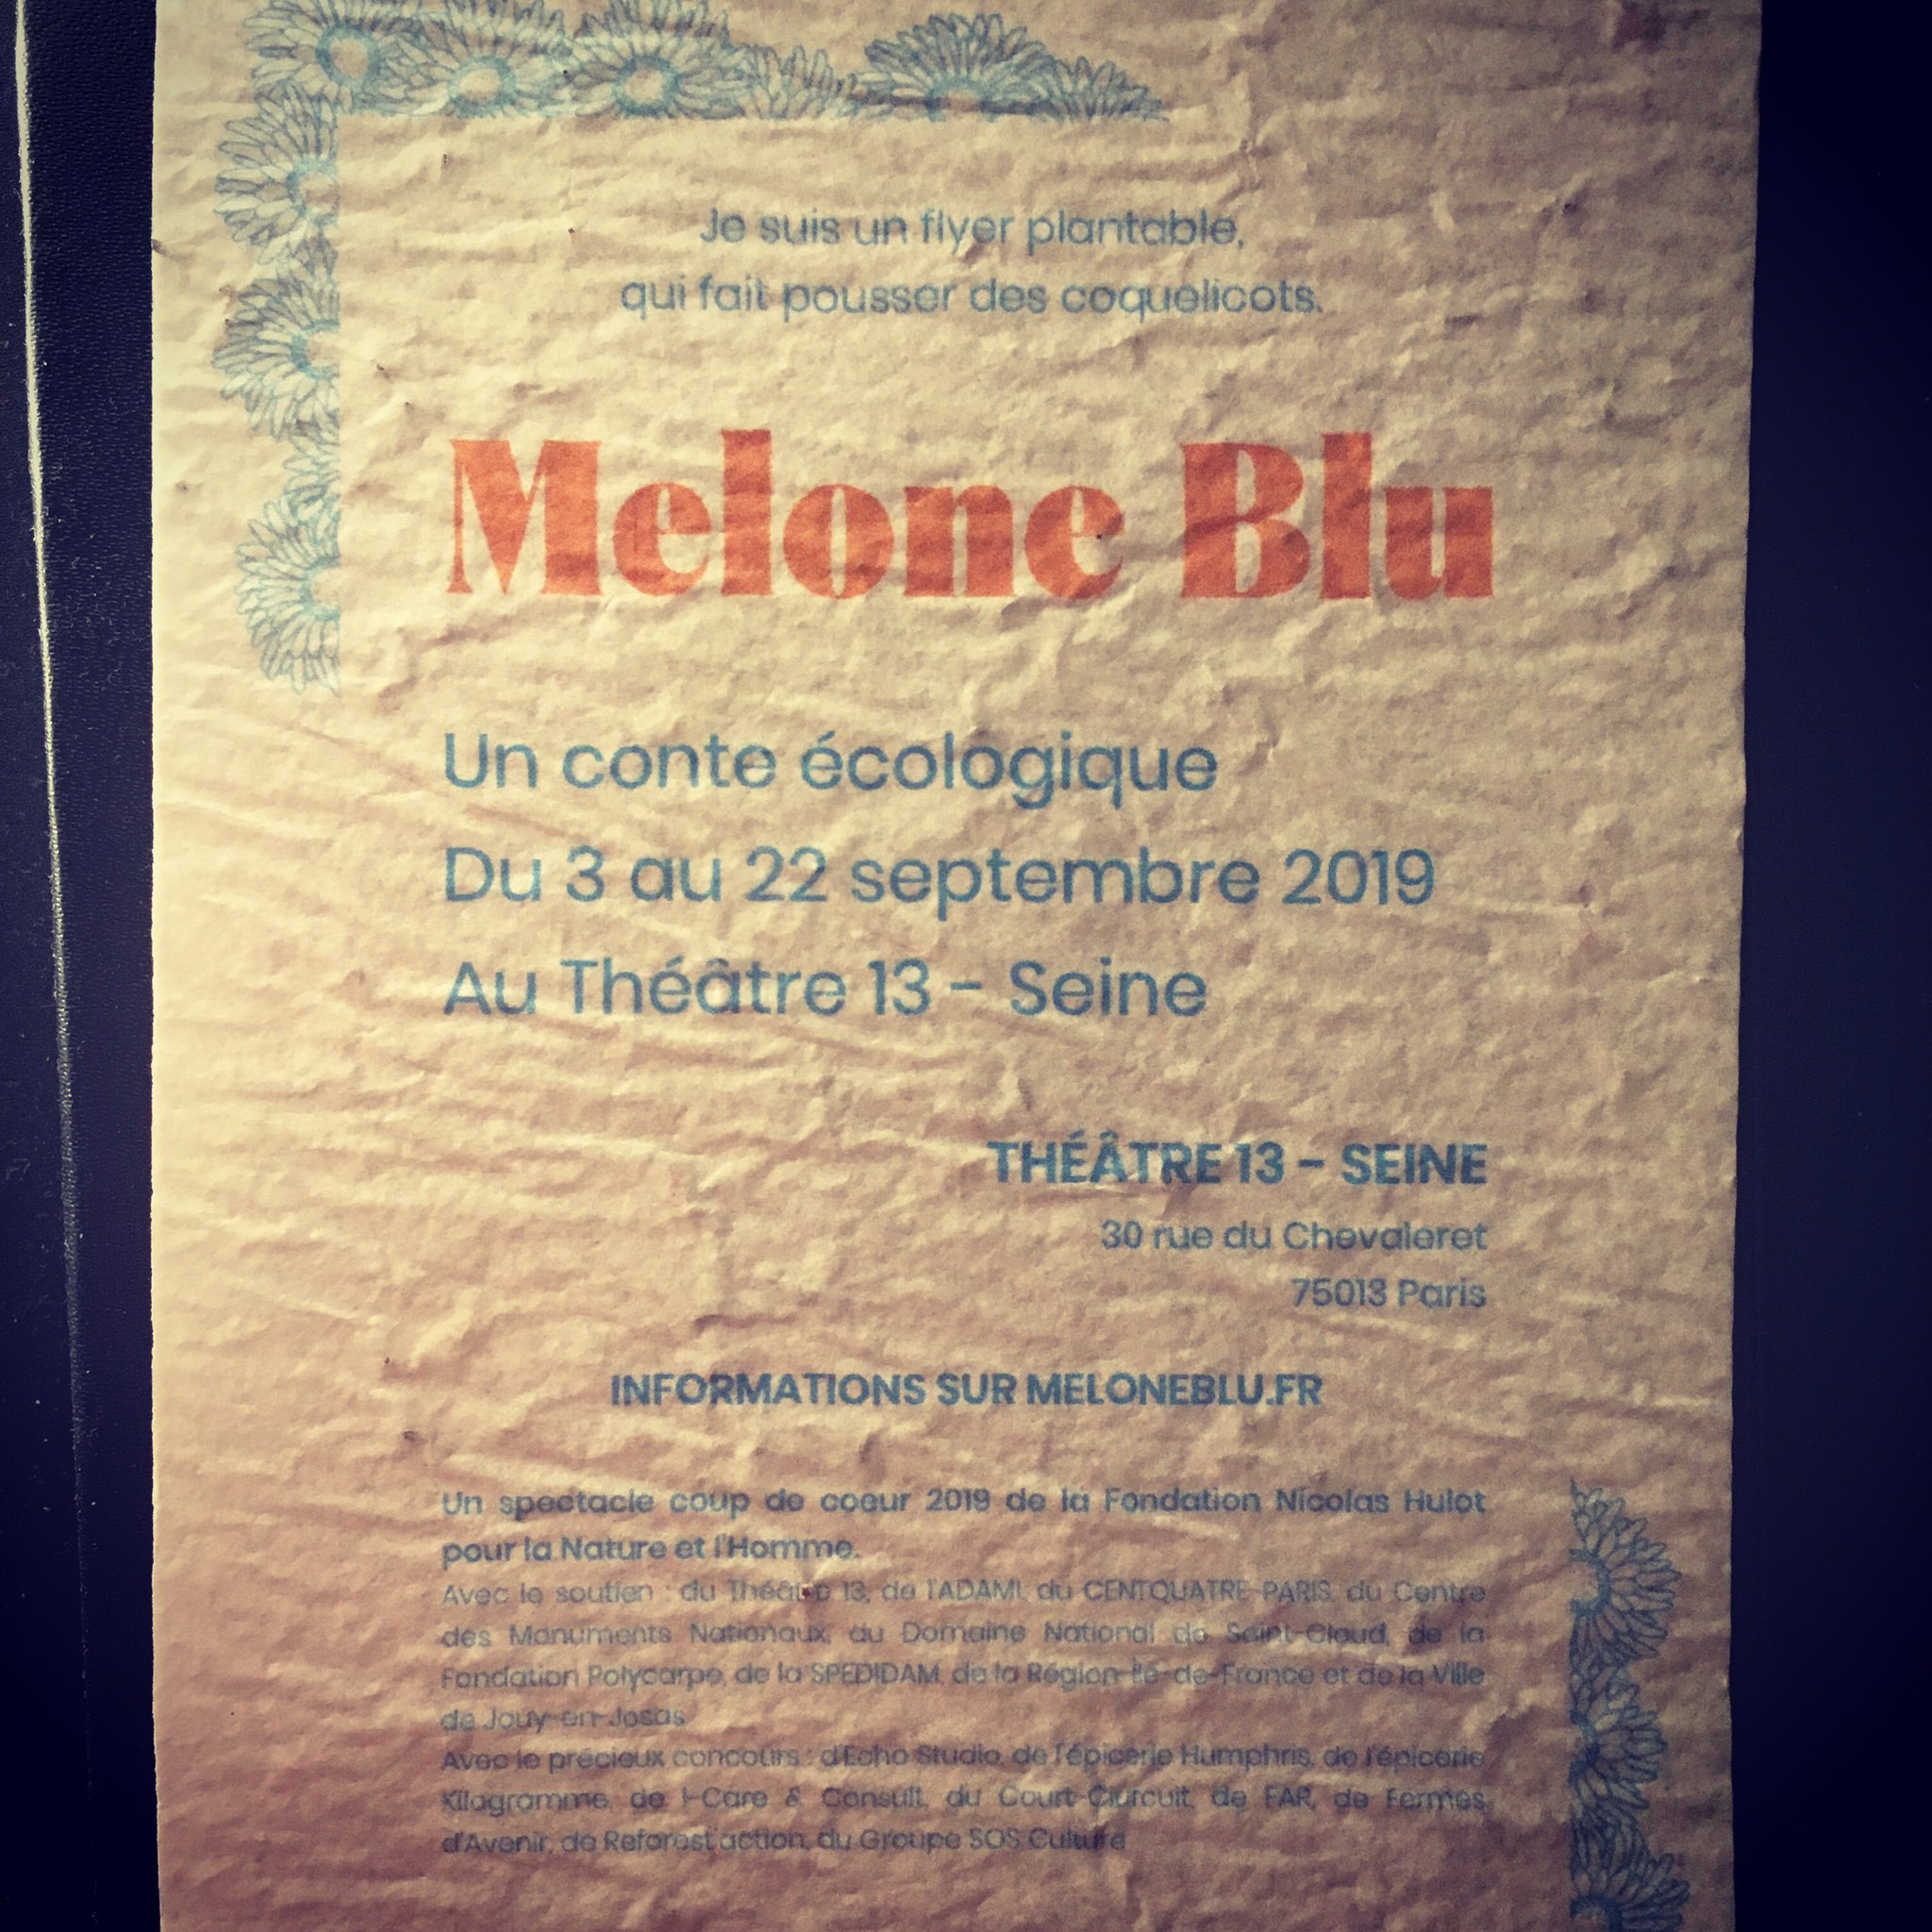 Je suis un flyer plantable,
qui fait pousser des coquelicots.
Melone Blu
Un conte écologique
Du 3 au 22 septembre 2019
Au Théâtre 13 - Seine
THÉÂTRE 13 - SEINE
30 rue du Chevaleret
75013 Paris
INFORMATIONS SUR MELONEBLU.FR
Un spectacle coup de coeur 2019 de la Fondation Nicolas Hulot
pour la Nature et l'Homme.
Avec le soutien : du Théâtre 13, de l'ADAMI, du CENTQUATRE-PARIS, du Centre
des Monuments Nationaux, du Domaine National de Saint-Cloud, de la
Fondation Polycarpe, de la SPEDIDAM, de la Région Ile-de-France et de la Ville
de Jouy-en-Josas
Avec le précieux concours : d'Echo Studio, de l'épicerie Humphris, de l'épicerie
Kilogramme, de I-Care & Consult, du Court-Ciurcuit, de FAR, de Fermes
d'Avenir, de Reforest'action, du Groupe SOS Culture